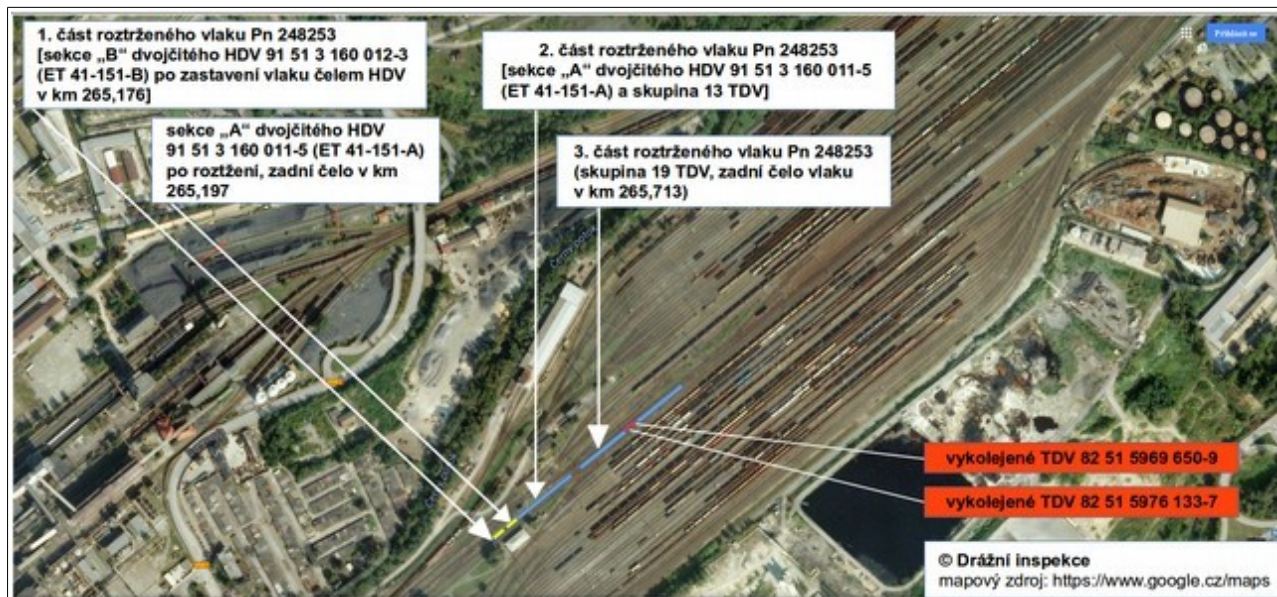 1. část roztrženého vlaku Pn 248253
[sekce „B“ dvojčitého HDV 91 51 3 160 012-3
(ET 41-151-B) po zastavení vlaku čelem HDV
v km 265,176]
sekce „A“ dvojčitého HDV
91 51 3 160 011-5 (ET 41-151-A)
po roztžení, zadní čelo v km
265,197
2. část roztrženého vlaku Pn 248253
[sekce „A“ dvojčitého HDV 91 51 3 160 011-5
(ET 41-151-A) a skupina 13 TDV]
3. část roztrženého vlaku Pn 248253
(skupina 19 TDV, zadní čelo vlaku
v km 265,713)
Přihlásit se
vykolejené TDV 82 51 5969 650-9
vykolejené TDV 82 51 5976 133-7
© Drážní inspekce
mapový zdroj: https://www.google.cz/maps